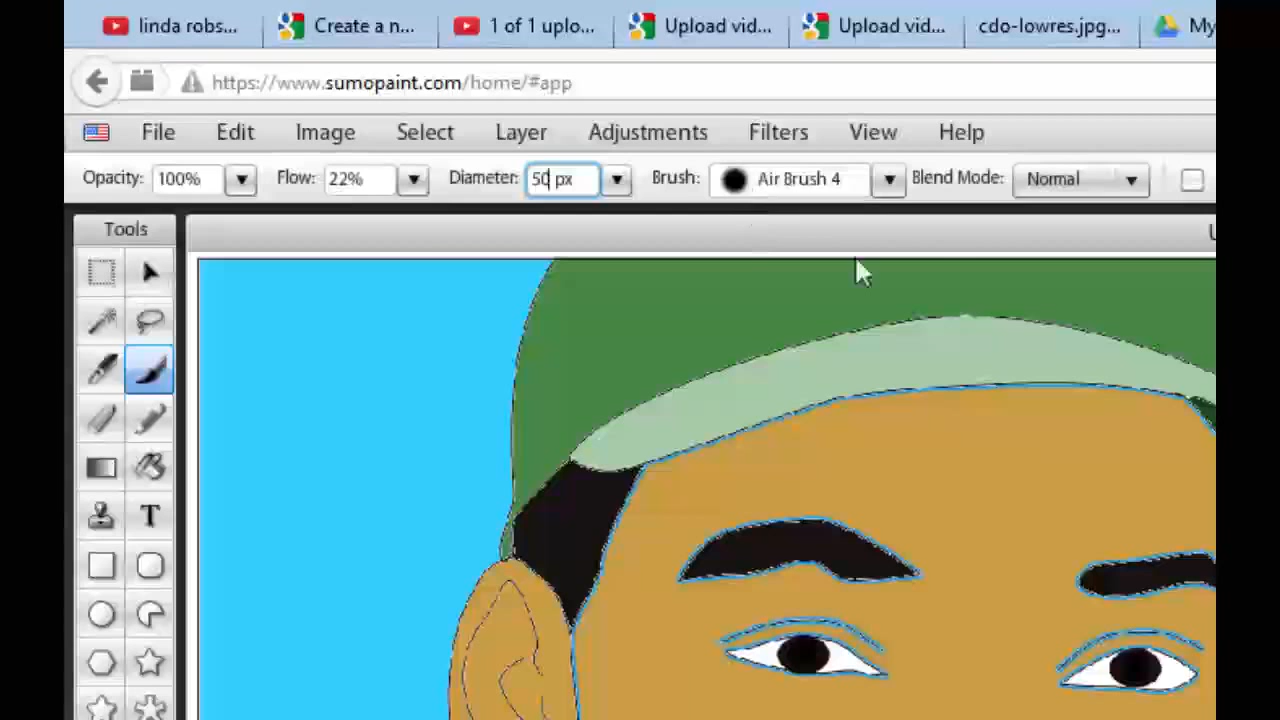 linda robs... Create a n... 1 of 1 uplo... Upload vid... Upload vid... cdo-lowres.jpg... My
https://www.sumopaint.com/home/#app
File Edit Image Select Layer Adjustments Filters View Help
Opacity: 100% Flow: 22% Diameter: 50 px Brush: Air Brush 4 Blend Mode: Normal
Tools
T